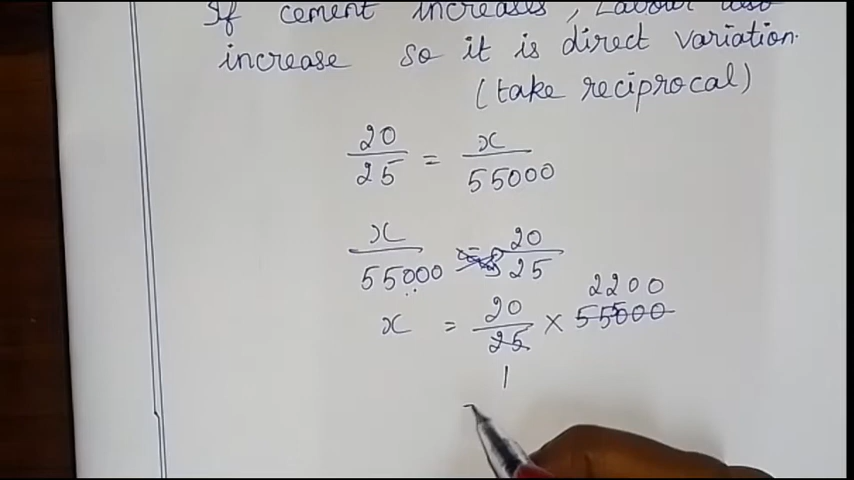 If cement increases, Labour also
increase so it is direct variation.
(take reciprocal)
20/25 = x/55000
x/55000 = 20/25
2200
x = 20/25 × 55000
1